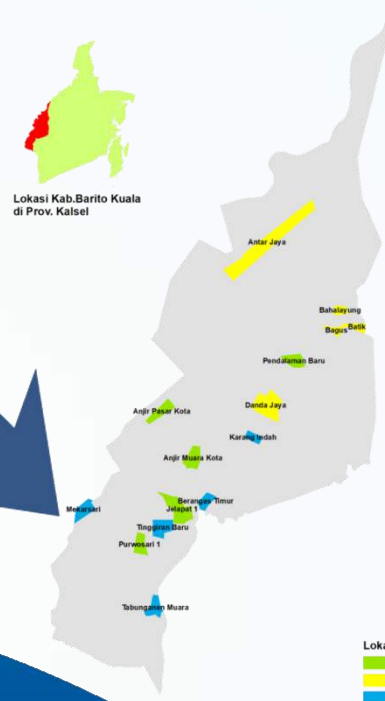 Lokasi Kab.Barito Kuala
di Prov. Kalsel
Antar Jaya
Bahalayung
Bagus
Batik
Pendalaman Baru
Danda Jaya
Anjir Pasar Kota
Karang Indah
Anjir Muara Kota
Berangas Timur
Jelapat 1
Mekarsari
Tinggiran Baru
Purwosari 1
Tabunganen Muara